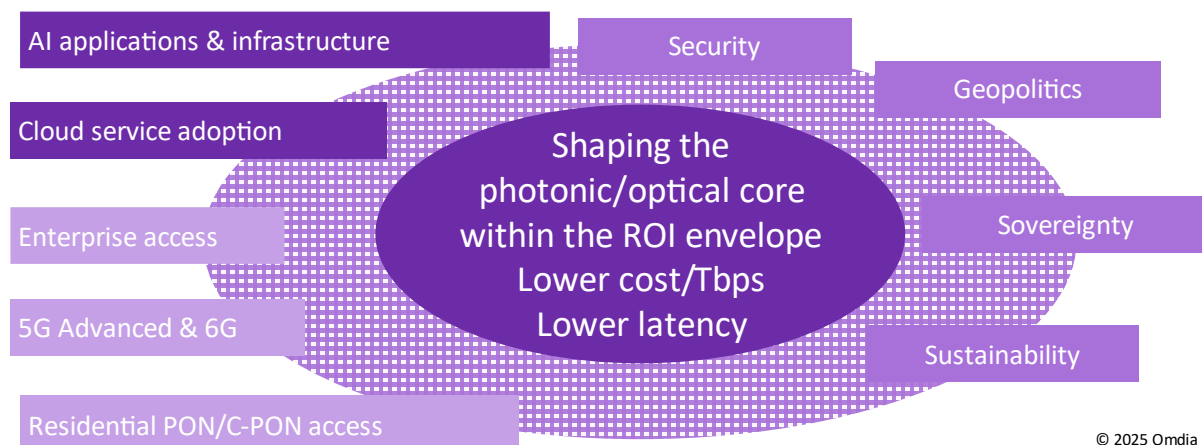 AI applications & infrastructure
Security
Geopolitics
Cloud service adoption
Shaping the
photonic/optical core
within the ROI envelope
Lower cost/Tbps
Lower latency
Enterprise access
Sovereignty
5G Advanced & 6G
Sustainability
Residential PON/C-PON access
© 2025 Omdia